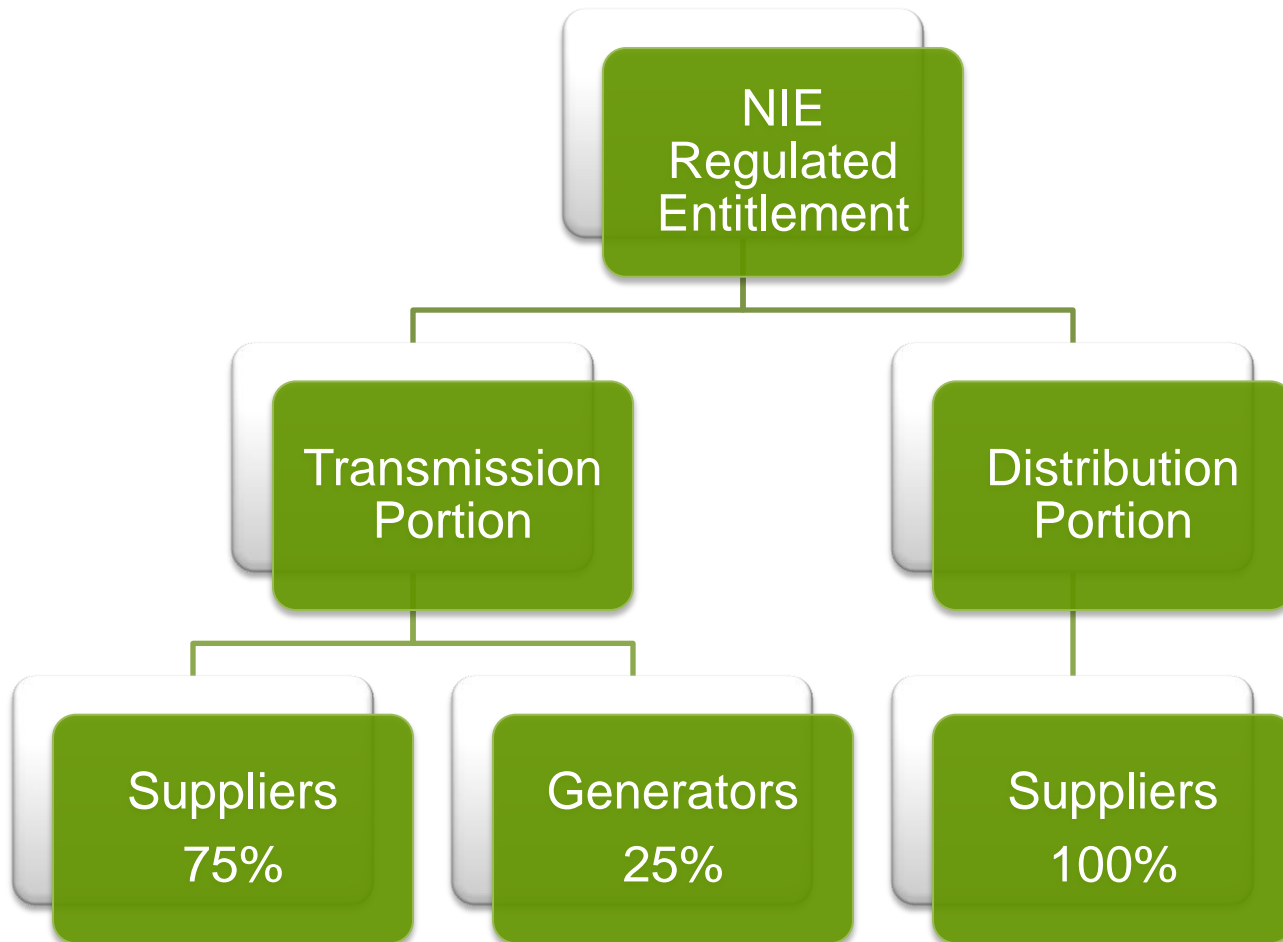 NIE
Regulated
Entitlement
Transmission
Portion
Distribution
Portion
Suppliers
75%
Generators
25%
Suppliers
100%